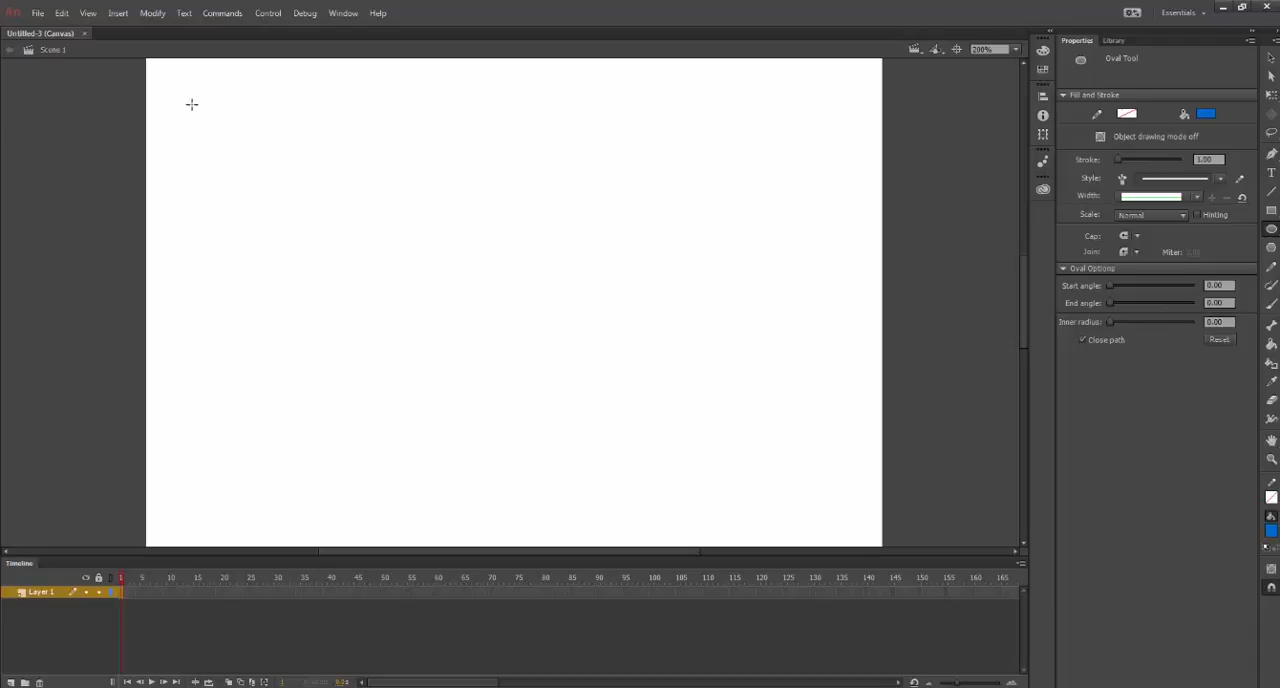 An File Edit View Insert Modify Text Commands Control Debug Window Help Essentials
Untitled-3 (Canvas) ×
Scene 1 200%
Properties Library
Oval Tool
Fill and Stroke
Object drawing mode off
Stroke: 1.00
Style:
Width:
Scale: Normal Hinting
Cap:
Join: Miter:
Oval Options
Start angle: 0.00
End angle: 0.00
Inner radius: 0.00
Close path Reset
Timeline
1 5 10 15 20 25 30 35 40 45 50 55 60 65 70 75 80 85 90 95 100 105 110 115 120 125 130 135 140 145 150 155 160 165
Layer 1
1